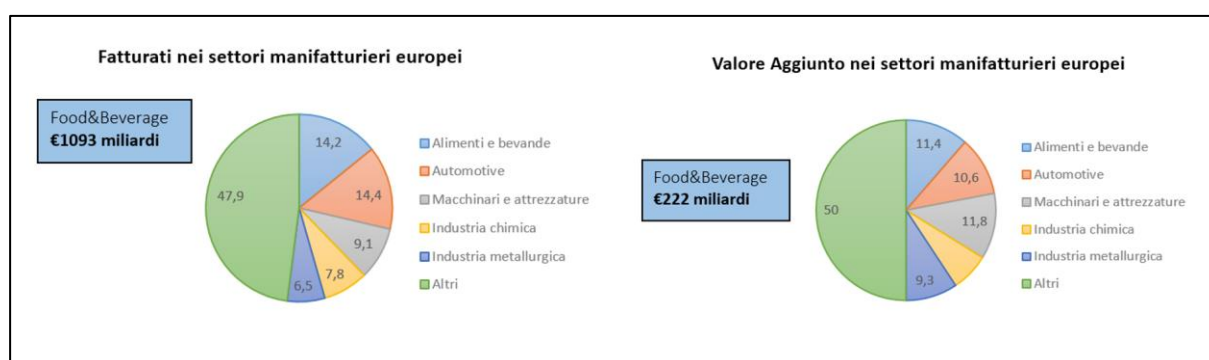 Fatturati nei settori manifatturieri europei
Food&Beverage
€1093 miliardi
14,2
14,4
9,1
7,8
6,5
47,9
Alimenti e bevande
Automotive
Macchinari e attrezzature
Industria chimica
Industria metallurgica
Altri
Valore Aggiunto nei settori manifatturieri europei
Food&Beverage
€222 miliardi
11,4
10,6
11,8
9,3
50
Alimenti e bevande
Automotive
Macchinari e attrezzature
Industria chimica
Industria metallurgica
Altri